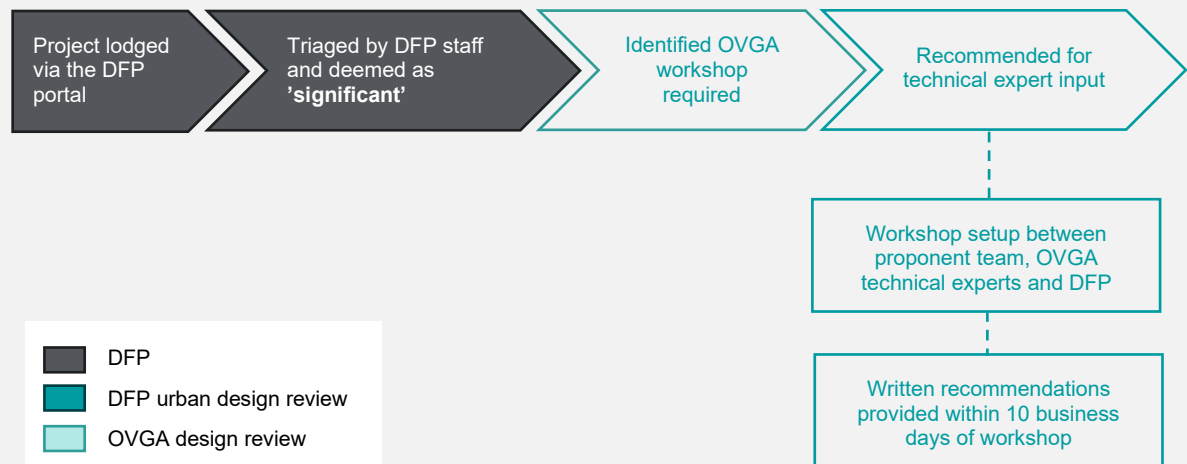 Project lodged
via the DFP
portal
Triaged by DFP staff
and deemed as
’significant’
Identified OVGA
workshop
required
Recommended for
technical expert input
Workshop setup between
proponent team, OVGA
technical experts and DFP
Written recommendations
provided within 10 business
days of workshop
DFP
DFP urban design review
OVGA design review